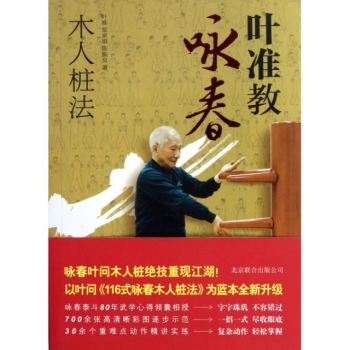 叶准教
咏春
木人桩法
咏春叶问木人桩绝技重现江湖!
北京联合出版公司
以叶问《116式咏春木人桩法》为蓝本全新升级
咏春泰斗80年武学心得倾囊相授 → 字字珠玑 不容错过
700余张高清晰彩图逐步示范 → 一招一式 尽收眼底
30余个重难点动作精讲实练 → 复杂动作 轻松掌握